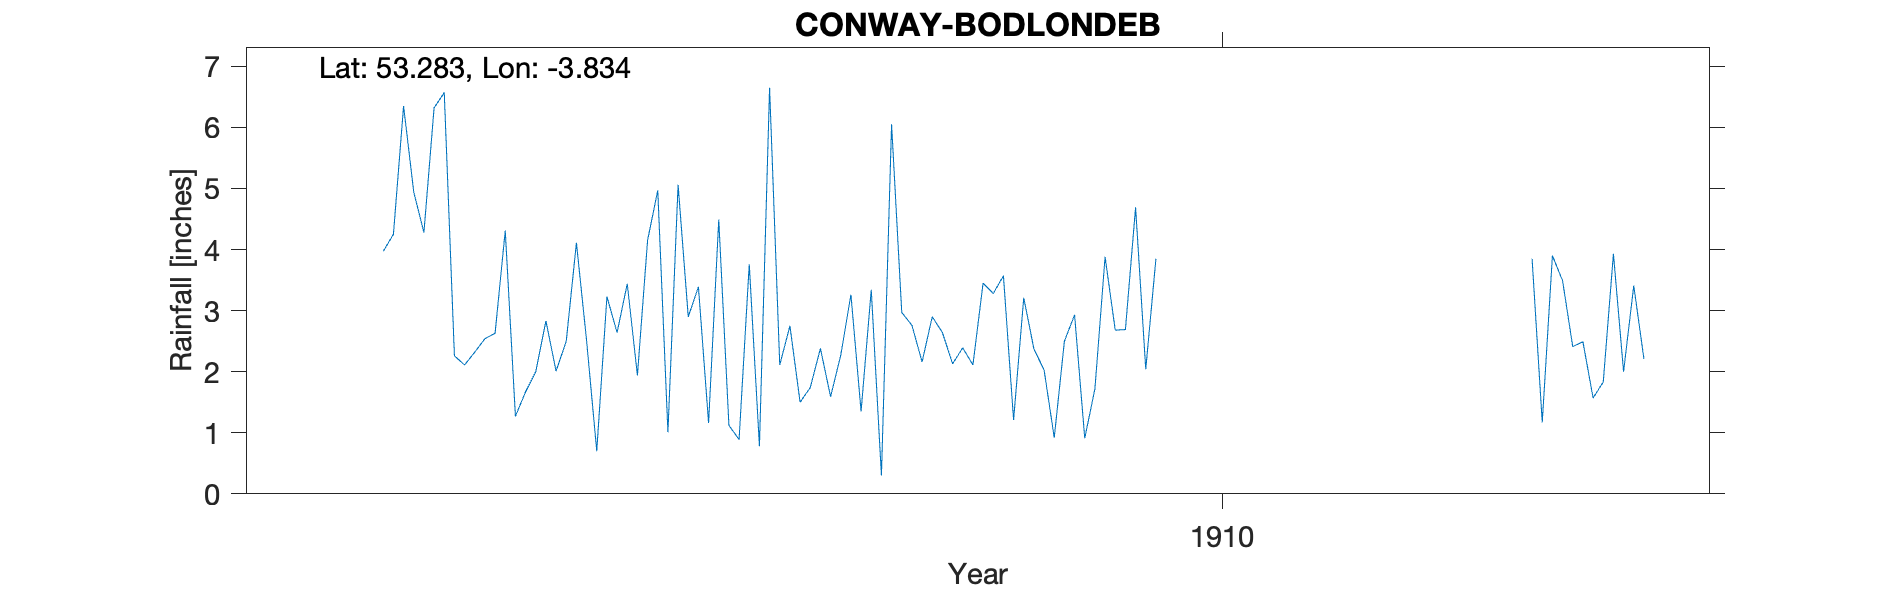 CONWAY-BODLONDEB
Lat: 53.283, Lon: -3.834
7
6
5
4
3
2
1
0
Rainfall [inches]
1910
Year